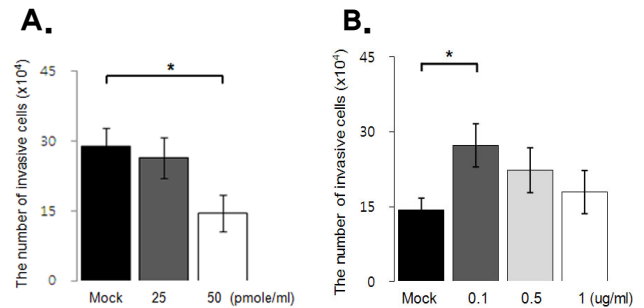 A.
The number of invasive cells (x10⁴)
45
30
15
0
*
Mock 25 50 (pmole/ml)
B.
The number of invasive cells (x10⁴)
45
30
15
0
*
Mock 0.1 0.5 1 (ug/ml)